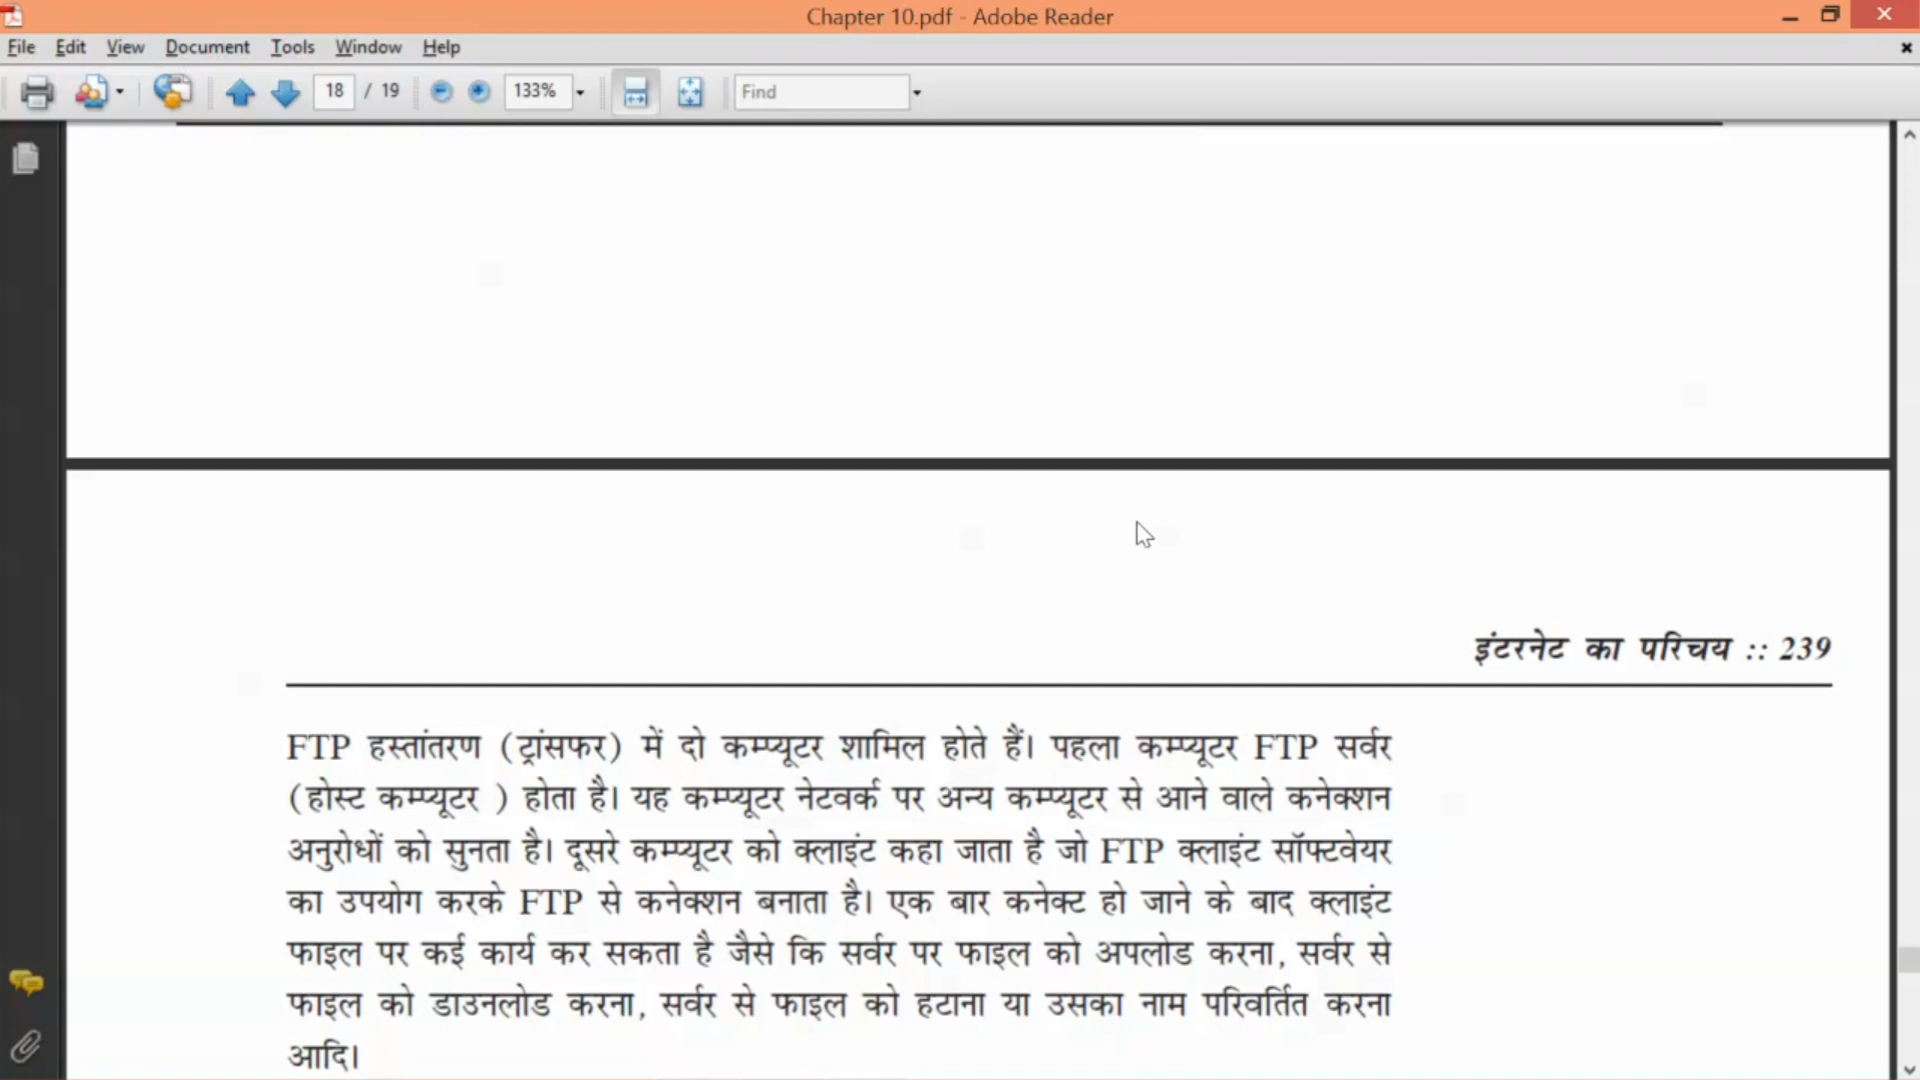 Chapter 10.pdf - Adobe Reader
File Edit View Document Tools Window Help
18 / 19 133% Find
इंटरनेट का परिचय :: 239
FTP हस्तांतरण (ट्रांसफर) में दो कम्प्यूटर शामिल होते हैं। पहला कम्प्यूटर FTP सर्वर
(होस्ट कम्प्यूटर ) होता है। यह कम्प्यूटर नेटवर्क पर अन्य कम्प्यूटर से आने वाले कनेक्शन
अनुरोधों को सुनता है। दूसरे कम्प्यूटर को क्लाइंट कहा जाता है जो FTP क्लाइंट सॉफ्टवेयर
का उपयोग करके FTP से कनेक्शन बनाता है। एक बार कनेक्ट हो जाने के बाद क्लाइंट
फाइल पर कई कार्य कर सकता है जैसे कि सर्वर पर फाइल को अपलोड करना, सर्वर से
फाइल को डाउनलोड करना, सर्वर से फाइल को हटाना या उसका नाम परिवर्तित करना
आदि।